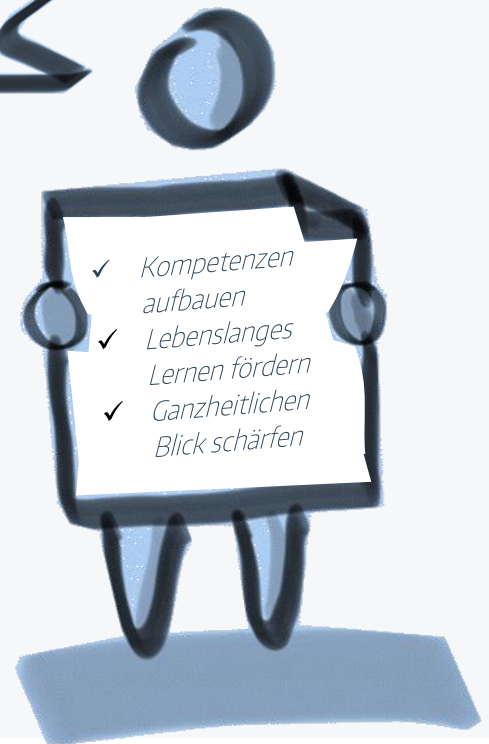 ✓ Kompetenzen
aufbauen
✓ Lebenslanges
Lernen fördern
✓ Ganzheitlichen
Blick schärfen